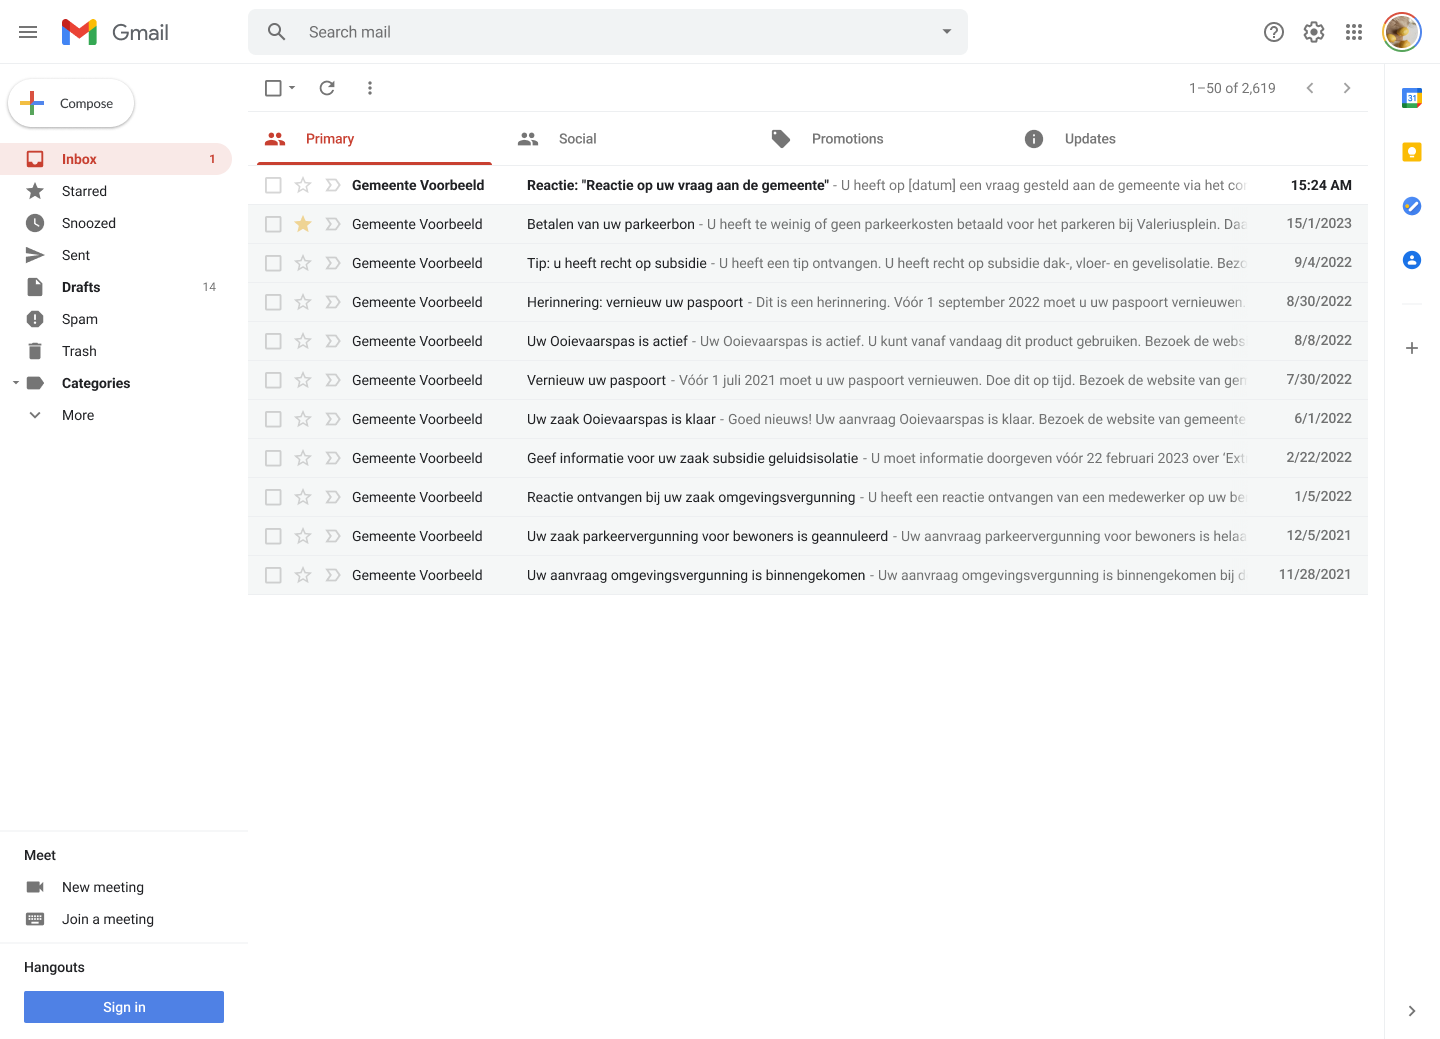 Gmail
Search mail
Compose
1–50 of 2,619
31
Primary
Social
Promotions
Updates
Inbox 1
Starred
Snoozed
Sent
Drafts 14
Spam
Trash
Categories
More
Gemeente Voorbeeld Reactie: "Reactie op uw vraag aan de gemeente" - U heeft op [datum] een vraag gesteld aan de gemeente via het con 15:24 AM
Gemeente Voorbeeld Betalen van uw parkeerbon - U heeft te weinig of geen parkeerkosten betaald voor het parkeren bij Valeriusplein. Daa 15/1/2023
Gemeente Voorbeeld Tip: u heeft recht op subsidie - U heeft een tip ontvangen. U heeft recht op subsidie dak-, vloer- en gevelisolatie. Bezo 9/4/2022
Gemeente Voorbeeld Herinnering: vernieuw uw paspoort - Dit is een herinnering. Vóór 1 september 2022 moet u uw paspoort vernieuwen. 8/30/2022
Gemeente Voorbeeld Uw Ooievaarspas is actief - Uw Ooievaarspas is actief. U kunt vanaf vandaag dit product gebruiken. Bezoek de webs 8/8/2022
Gemeente Voorbeeld Vernieuw uw paspoort - Vóór 1 juli 2021 moet u uw paspoort vernieuwen. Doe dit op tijd. Bezoek de website van gem 7/30/2022
Gemeente Voorbeeld Uw zaak Ooievaarspas is klaar - Goed nieuws! Uw aanvraag Ooievaarspas is klaar. Bezoek de website van gemeente 6/1/2022
Gemeente Voorbeeld Geef informatie voor uw zaak subsidie geluidsisolatie - U moet informatie doorgeven vóór 22 februari 2023 over ‘Ext 2/22/2022
Gemeente Voorbeeld Reactie ontvangen bij uw zaak omgevingsvergunning - U heeft een reactie ontvangen van een medewerker op uw be 1/5/2022
Gemeente Voorbeeld Uw zaak parkeervergunning voor bewoners is geannuleerd - Uw aanvraag parkeervergunning voor bewoners is helaa 12/5/2021
Gemeente Voorbeeld Uw aanvraag omgevingsvergunning is binnengekomen - Uw aanvraag omgevingsvergunning is binnengekomen bij d 11/28/2021
Meet
New meeting
Join a meeting
Hangouts
Sign in